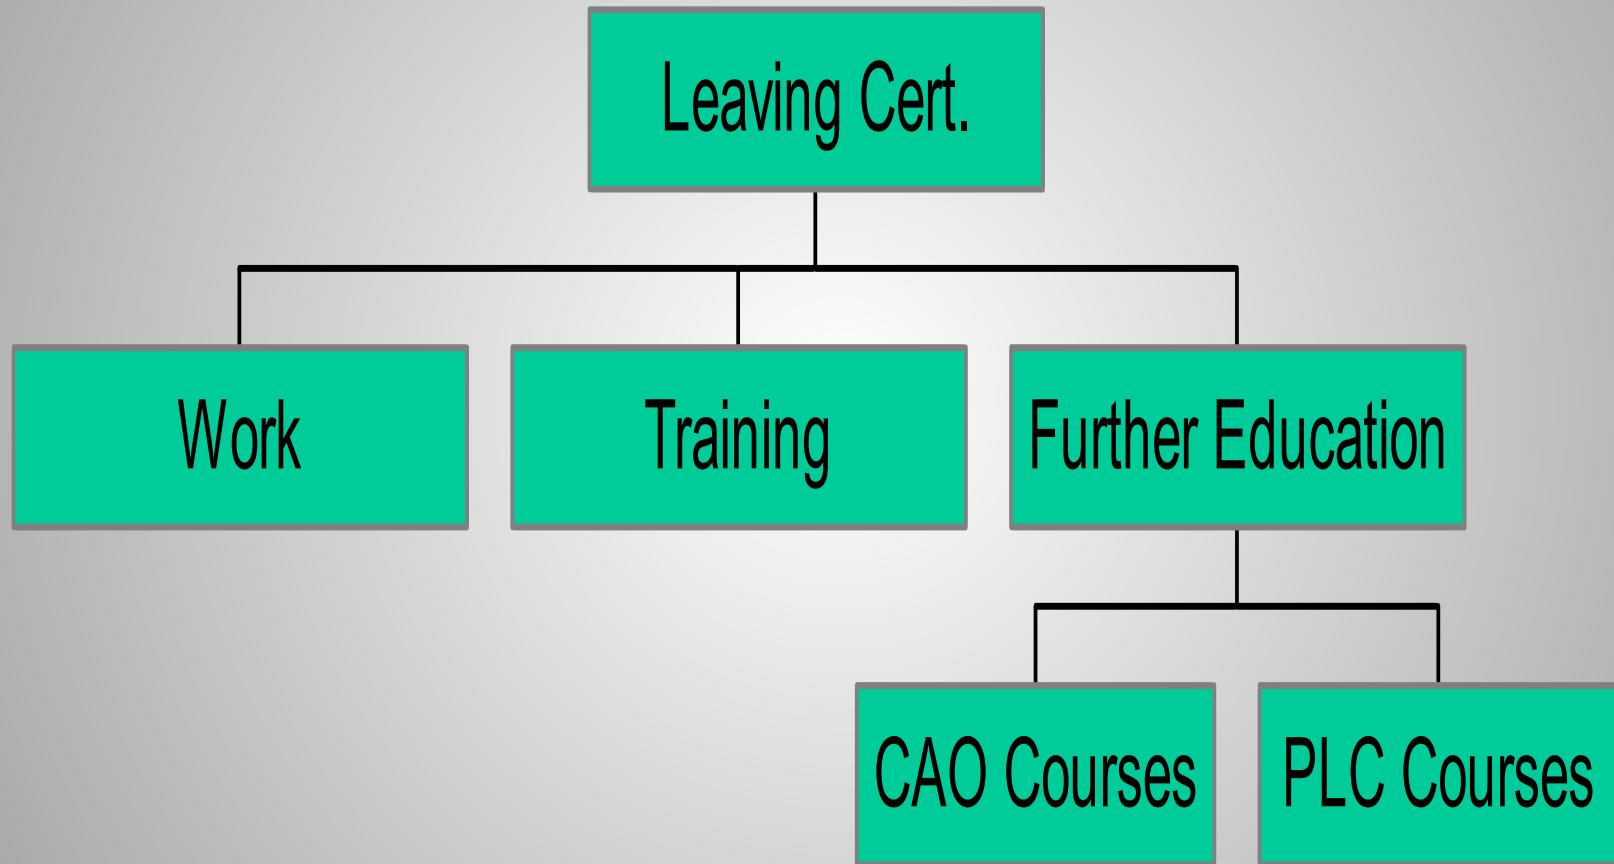 Leaving Cert.
Work
Training
Further Education
CAO Courses
PLC Courses